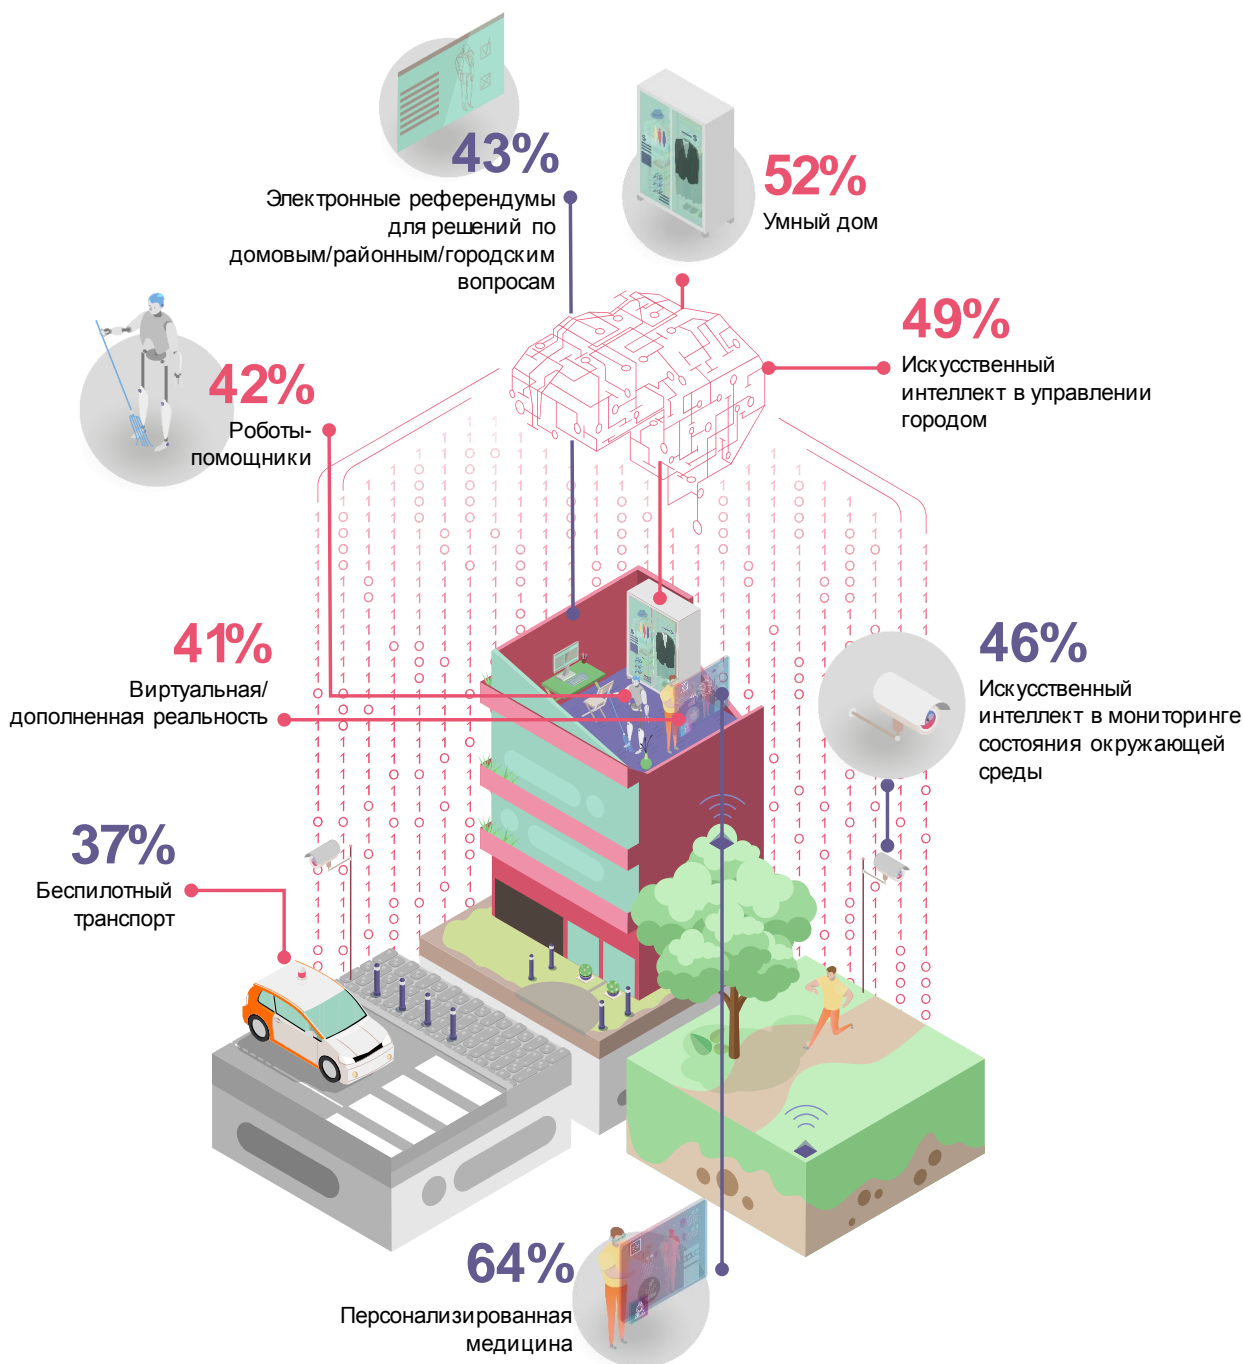 43%
Электронные референдумы
для решений по
домовым/районным/городским
вопросам
52%
Умный дом
49%
Искусственный
интеллект в управлении
городом
42%
Роботы-
помощники
41%
Виртуальная/
дополненная реальность
46%
Искусственный
интеллект в мониторинге
состояния окружающей
среды
37%
Беспилотный
транспорт
64%
Персонализированная
медицина